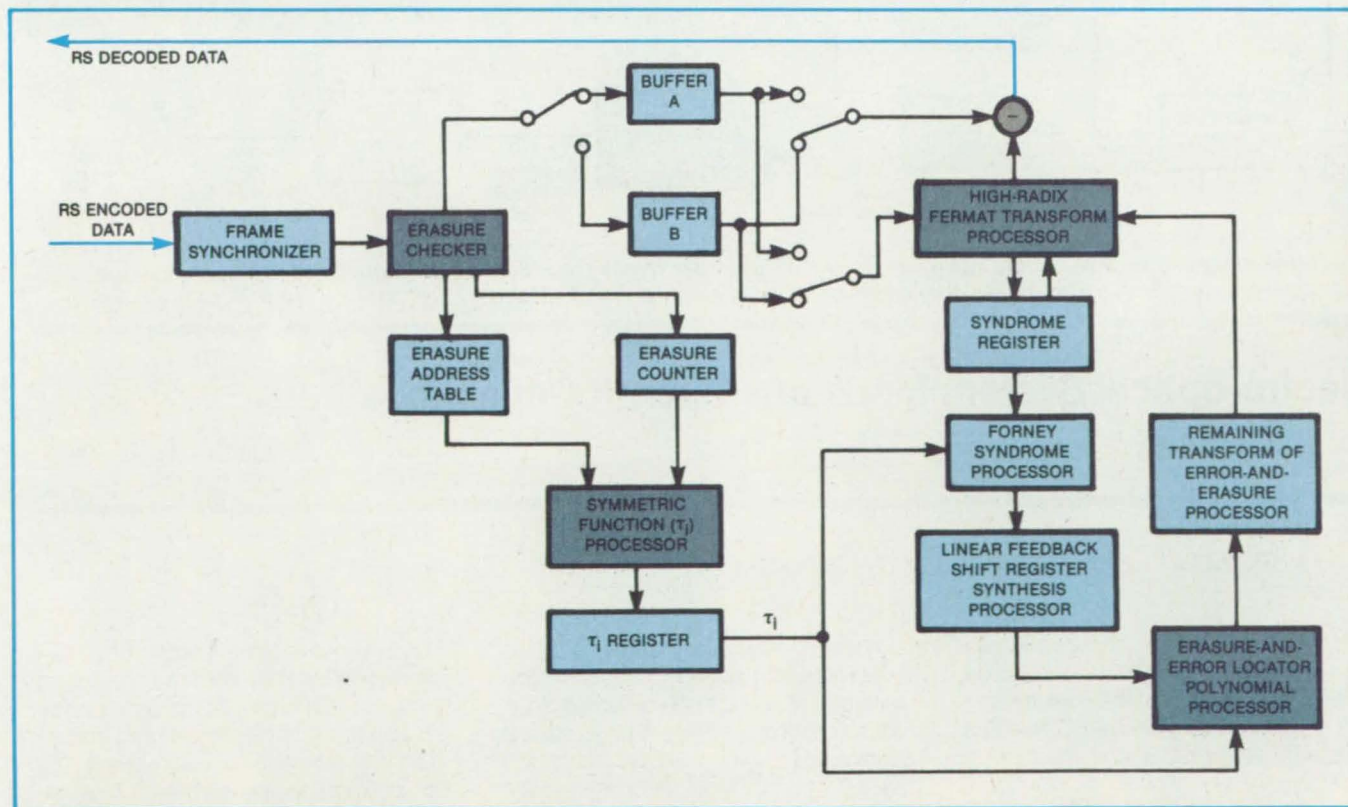 RS DECODED DATA
BUFFER
A
−
RS ENCODED
DATA
FRAME
SYNCHRONIZER
ERASURE
CHECKER
BUFFER
B
HIGH-RADIX
FERMAT TRANSFORM
PROCESSOR
ERASURE
ADDRESS
TABLE
ERASURE
COUNTER
SYNDROME
REGISTER
SYMMETRIC
FUNCTION (τi)
PROCESSOR
FORNEY
SYNDROME
PROCESSOR
REMAINING
TRANSFORM OF
ERROR-AND-
ERASURE
PROCESSOR
LINEAR FEEDBACK
SHIFT REGISTER
SYNTHESIS
PROCESSOR
τi REGISTER
τi
ERASURE-AND-
ERROR LOCATOR
POLYNOMIAL
PROCESSOR